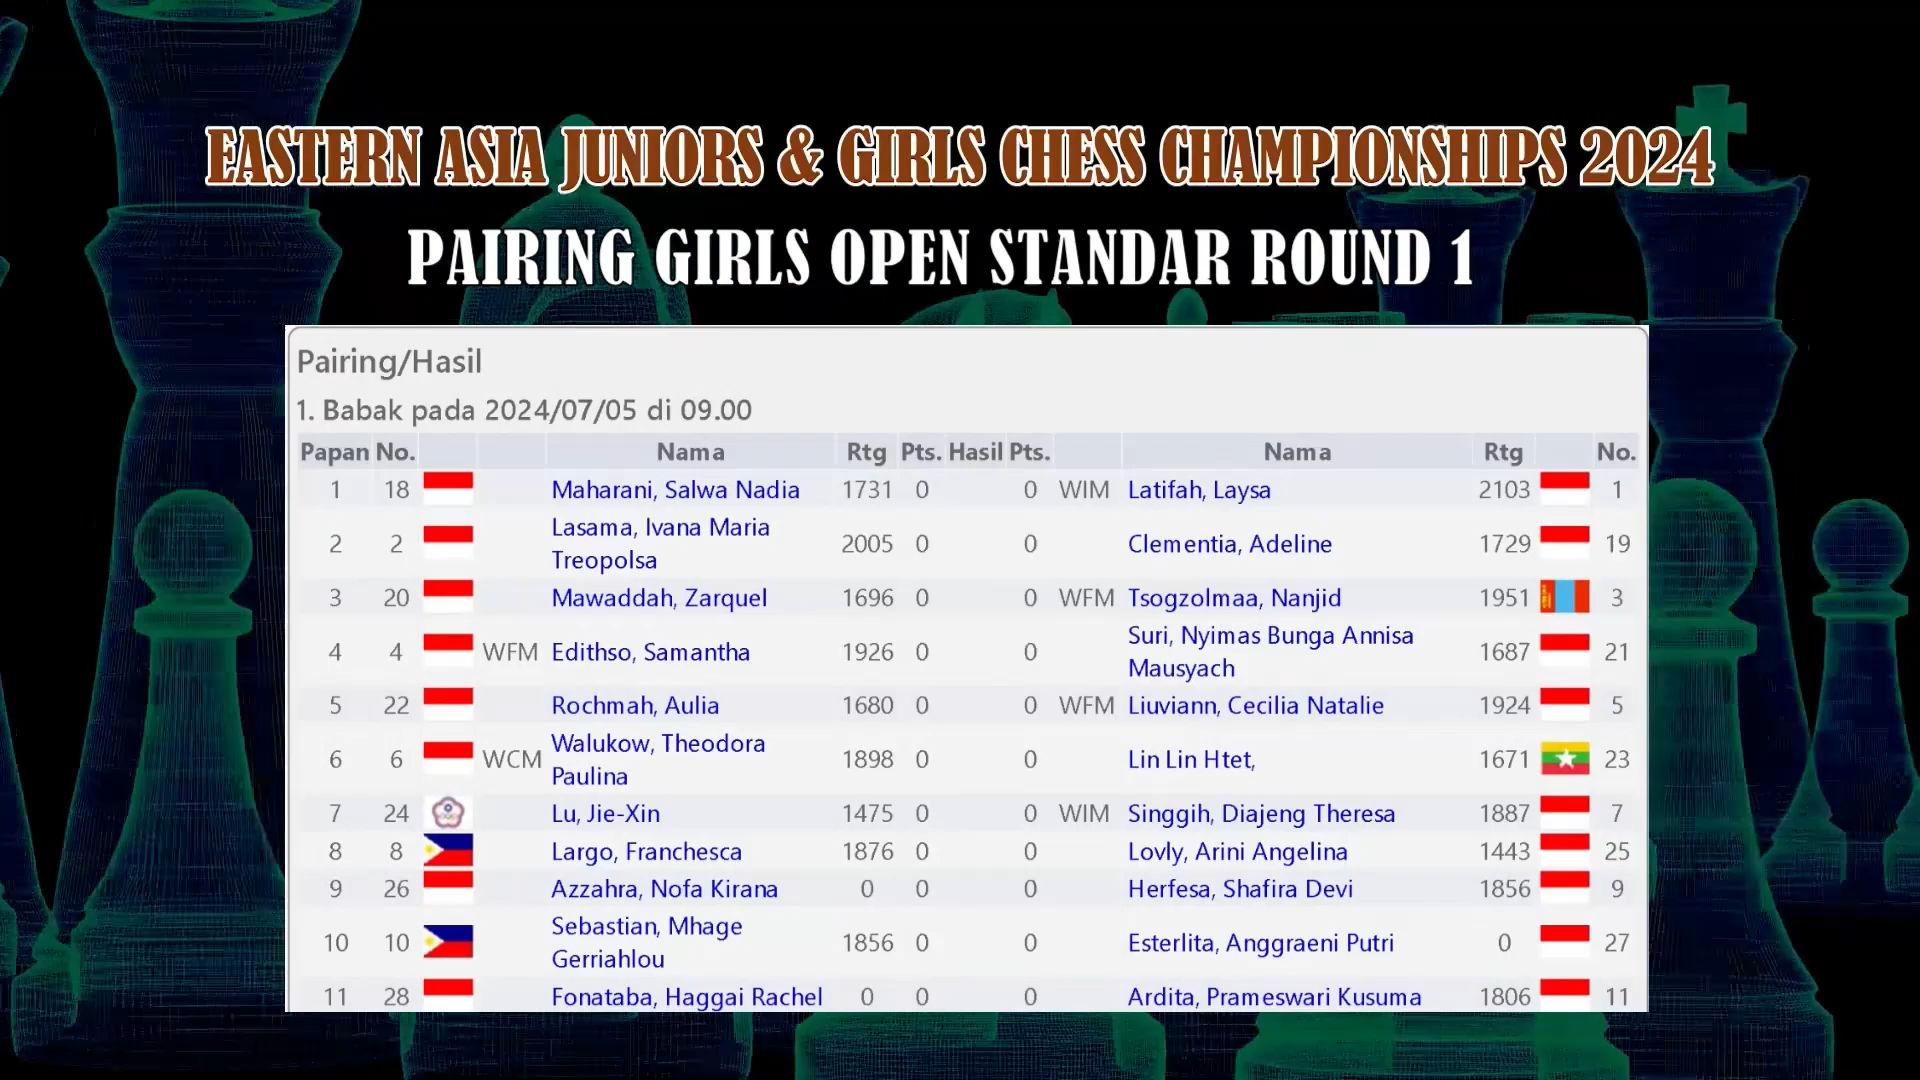 EASTERN ASIA JUNIORS & GIRLS CHESS CHAMPIONSHIPS 2024
PAIRING GIRLS OPEN STANDAR ROUND 1
Pairing/Hasil
1. Babak pada 2024/07/05 di 09.00
Papan No. Nama Rtg Pts. Hasil Pts. Nama Rtg No.
1 18 Maharani, Salwa Nadia 1731 0 0 WIM Latifah, Laysa 2103 1
2 2 Lasama, Ivana Maria Treopolsa 2005 0 0 Clementia, Adeline 1729 19
3 20 Mawaddah, Zarquel 1696 0 0 WFM Tsogzolmaa, Nanjid 1951 3
4 4 WFM Edithso, Samantha 1926 0 0 Suri, Nyimas Bunga Annisa Mausyach 1687 21
5 22 Rochmah, Aulia 1680 0 0 WFM Liuviann, Cecilia Natalie 1924 5
6 6 WCM Walukow, Theodora Paulina 1898 0 0 Lin Lin Htet, 1671 23
7 24 Lu, Jie-Xin 1475 0 0 WIM Singgih, Diajeng Theresa 1887 7
8 8 Largo, Franchesca 1876 0 0 Lovly, Arini Angelina 1443 25
9 26 Azzahra, Nofa Kirana 0 0 0 Herfesa, Shafira Devi 1856 9
10 10 Sebastian, Mhage Gerriahlou 1856 0 0 Esterlita, Anggraeni Putri 0 27
11 28 Fonataba, Haggai Rachel 0 0 0 Ardita, Prameswari Kusuma 1806 11